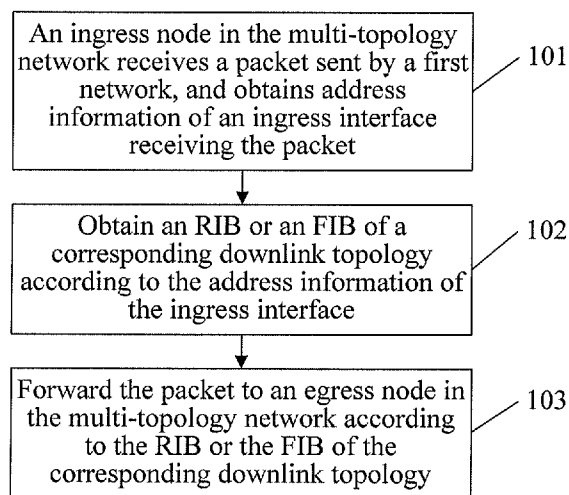 An ingress node in the multi-topology
network receives a packet sent by a first
network, and obtains address
information of an ingress interface
receiving the packet
101
Obtain an RIB or an FIB of a
corresponding downlink topology
according to the address information of
the ingress interface
102
Forward the packet to an egress node in
the multi-topology network according
to the RIB or the FIB of the
corresponding downlink topology
103